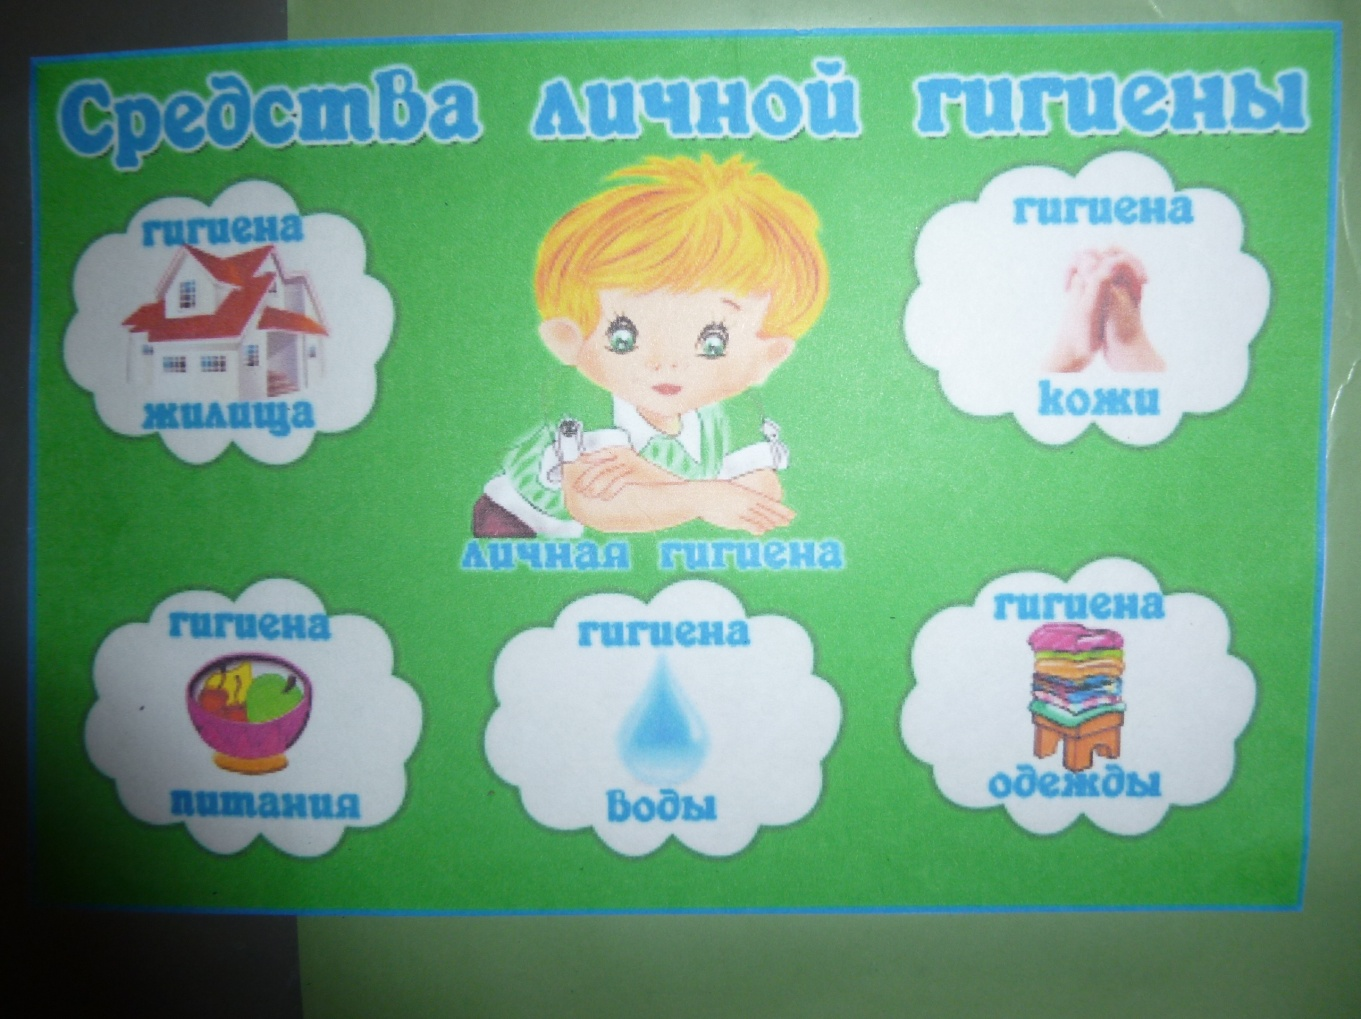 Средства личной гигиены
гигиена
жилища
гигиена
кожи
личная гигиена
гигиена
питания
гигиена
воды
гигиена
одежды